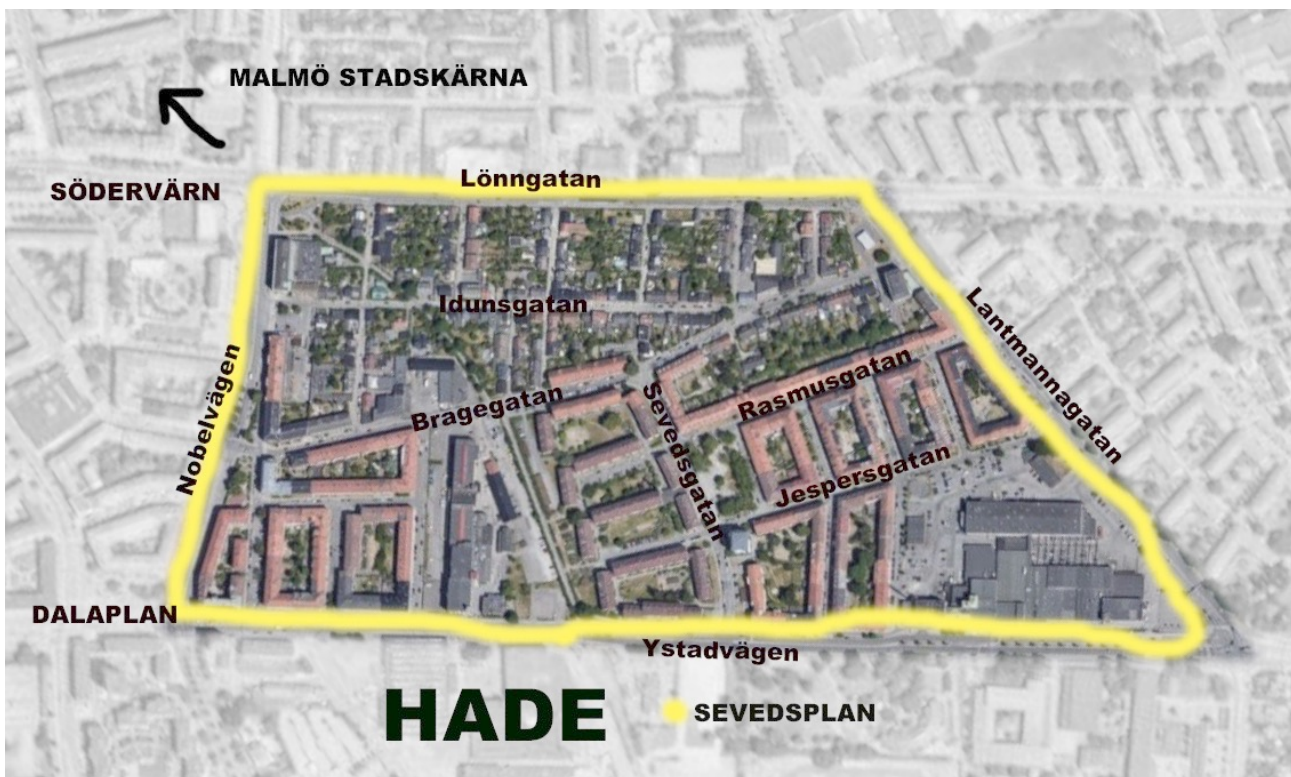 MALMÖ STADSKÄRNA
SÖDERVÄRN
Lönngatan
Idunsgatan
Lantmannagatan
Nobelvägen
Bragegatan
Sevedsgatan
Rasmusgatan
Jespersgatan
DALAPLAN
Ystadvägen
HADE
SEVEDSPLAN